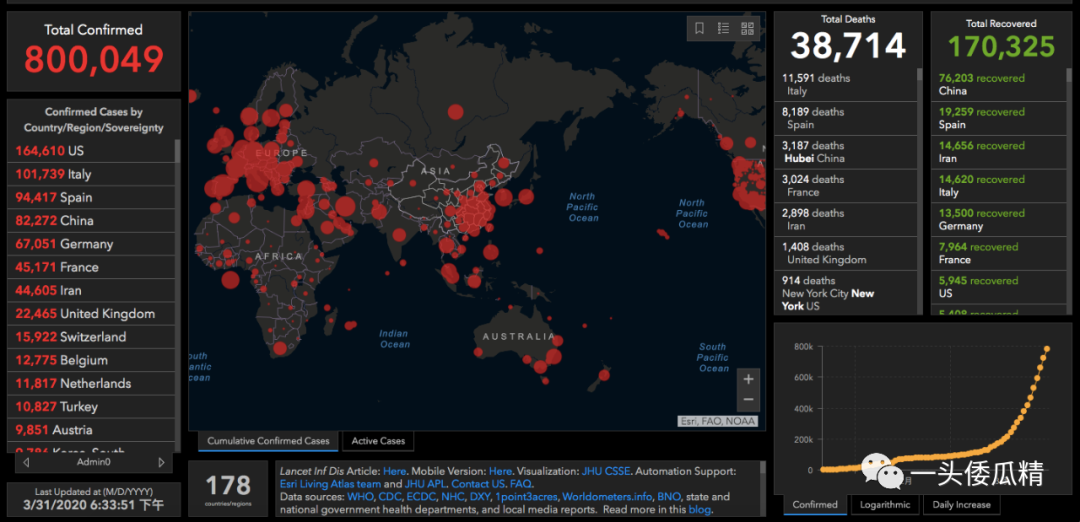 Total Confirmed
800,049
Confirmed Cases by
Country/Region/Sovereignty
164,610 US
101,739 Italy
94,417 Spain
82,272 China
67,051 Germany
45,171 France
44,605 Iran
22,465 United Kingdom
15,922 Switzerland
12,775 Belgium
11,817 Netherlands
10,827 Turkey
9,851 Austria
Admin0
Last Updated at (M/D/YYYY)
3/31/2020 6:33:51 下午
EUROPE
ASIA
AFRICA
AUSTRALIA
North
Pacific
Ocean
North
Pacific
Ocean
Indian
Ocean
South
Pacific
Ocean
Esri, FAO, NOAA
Cumulative Confirmed Cases
Active Cases
178
countries/regions
Lancet Inf Dis Article: Here. Mobile Version: Here. Visualization: JHU CSSE. Automation Support:
Esri Living Atlas team and JHU APL. Contact US. FAQ.
Data sources: WHO, CDC, ECDC, NHC, DXY, 1point3acres, Worldometers.info, BNO, state and
national government health departments, and local media reports. Read more in this blog.
Total Deaths
38,714
11,591 deaths
Italy
8,189 deaths
Spain
3,187 deaths
Hubei China
3,024 deaths
France
2,898 deaths
Iran
1,408 deaths
United Kingdom
914 deaths
New York City New
York US
Total Recovered
170,325
76,203 recovered
China
19,259 recovered
Spain
14,656 recovered
Iran
14,620 recovered
Italy
13,500 recovered
Germany
7,964 recovered
France
5,945 recovered
US
800k
600k
400k
200k
0
月
一头倭瓜精
Confirmed
Logarithmic
Daily Increase